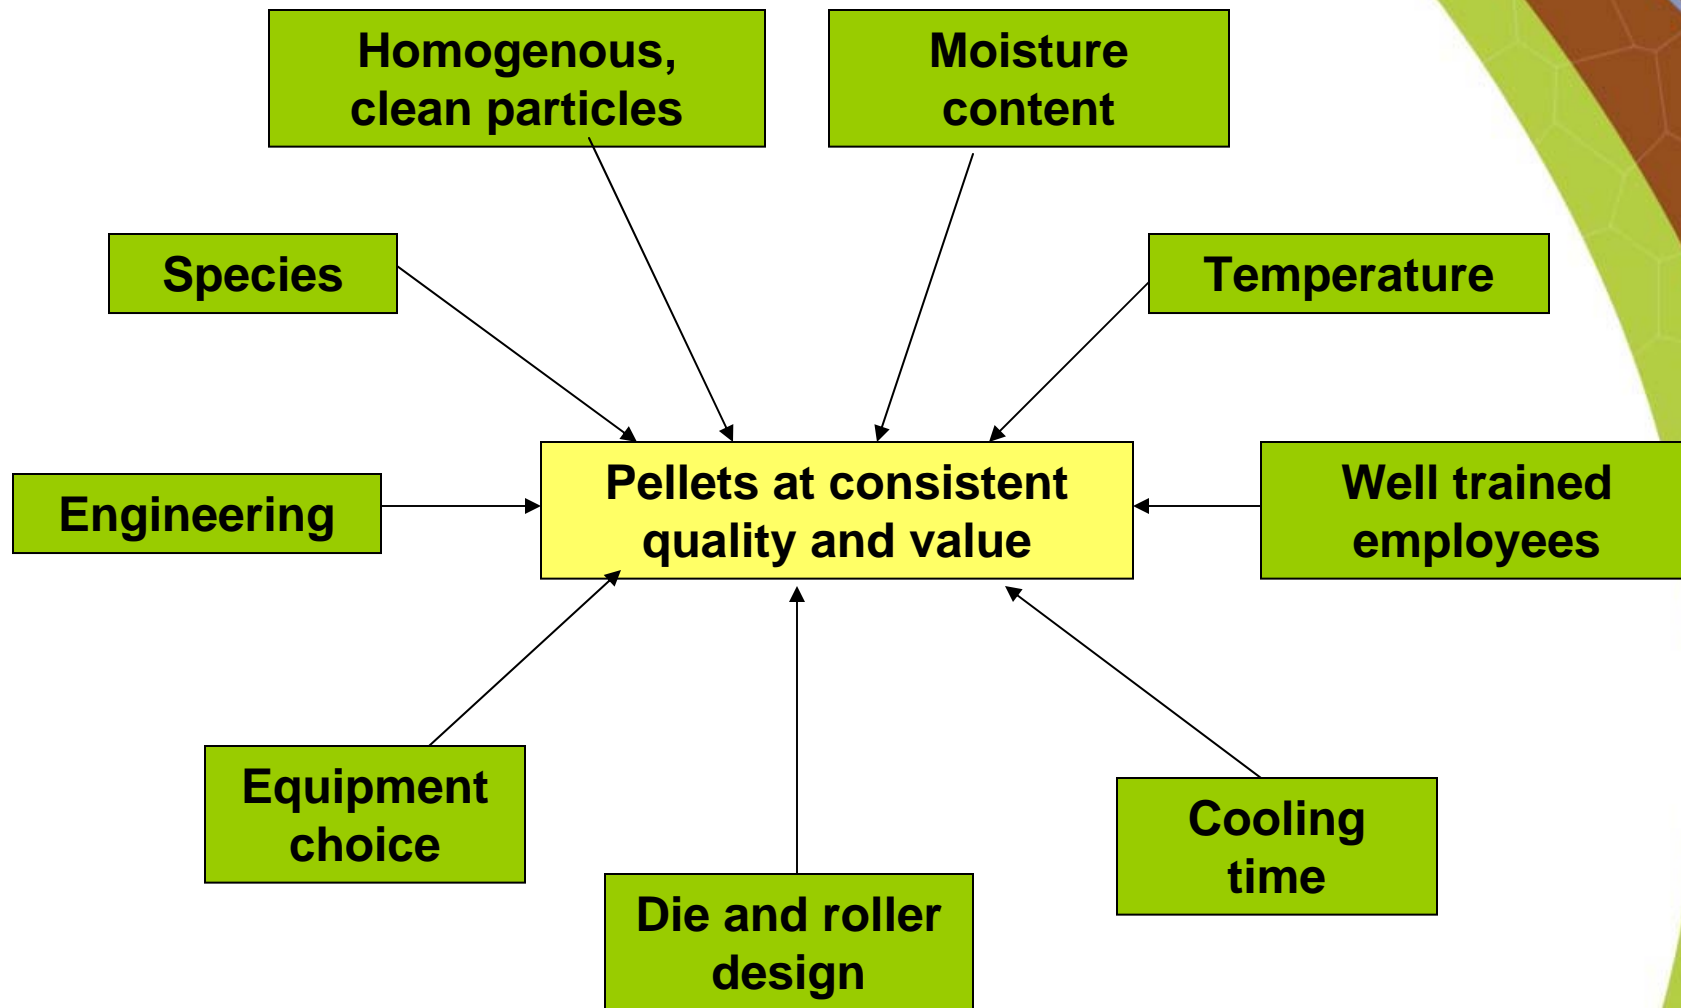 Homogenous,
clean particles
Moisture
content
Species
Temperature
Engineering
Pellets at consistent
quality and value
Well trained
employees
Equipment
choice
Die and roller
design
Cooling
time